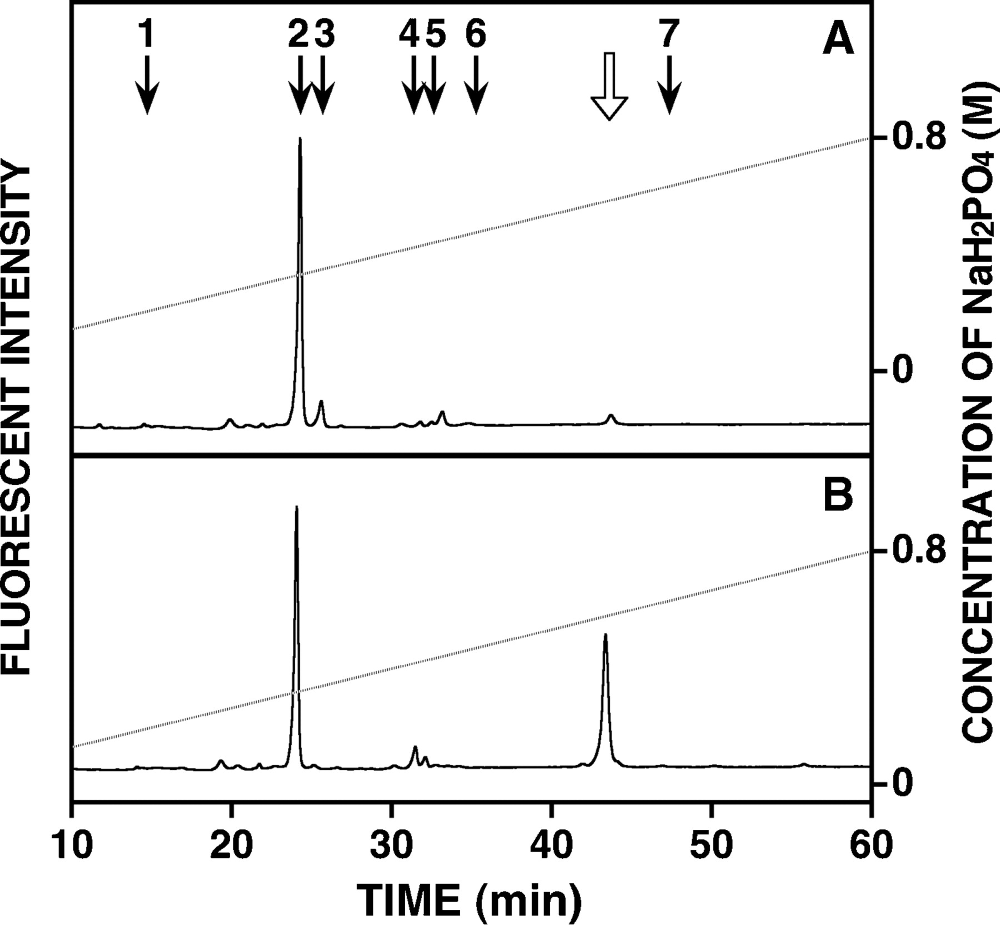 1 2 3 4 5 6 7 A
0.8
0
B
0.8
0
10 20 30 40 50 60
TIME (min)
FLUORESCENT INTENSITY
CONCENTRATION OF NaH2PO4 (M)